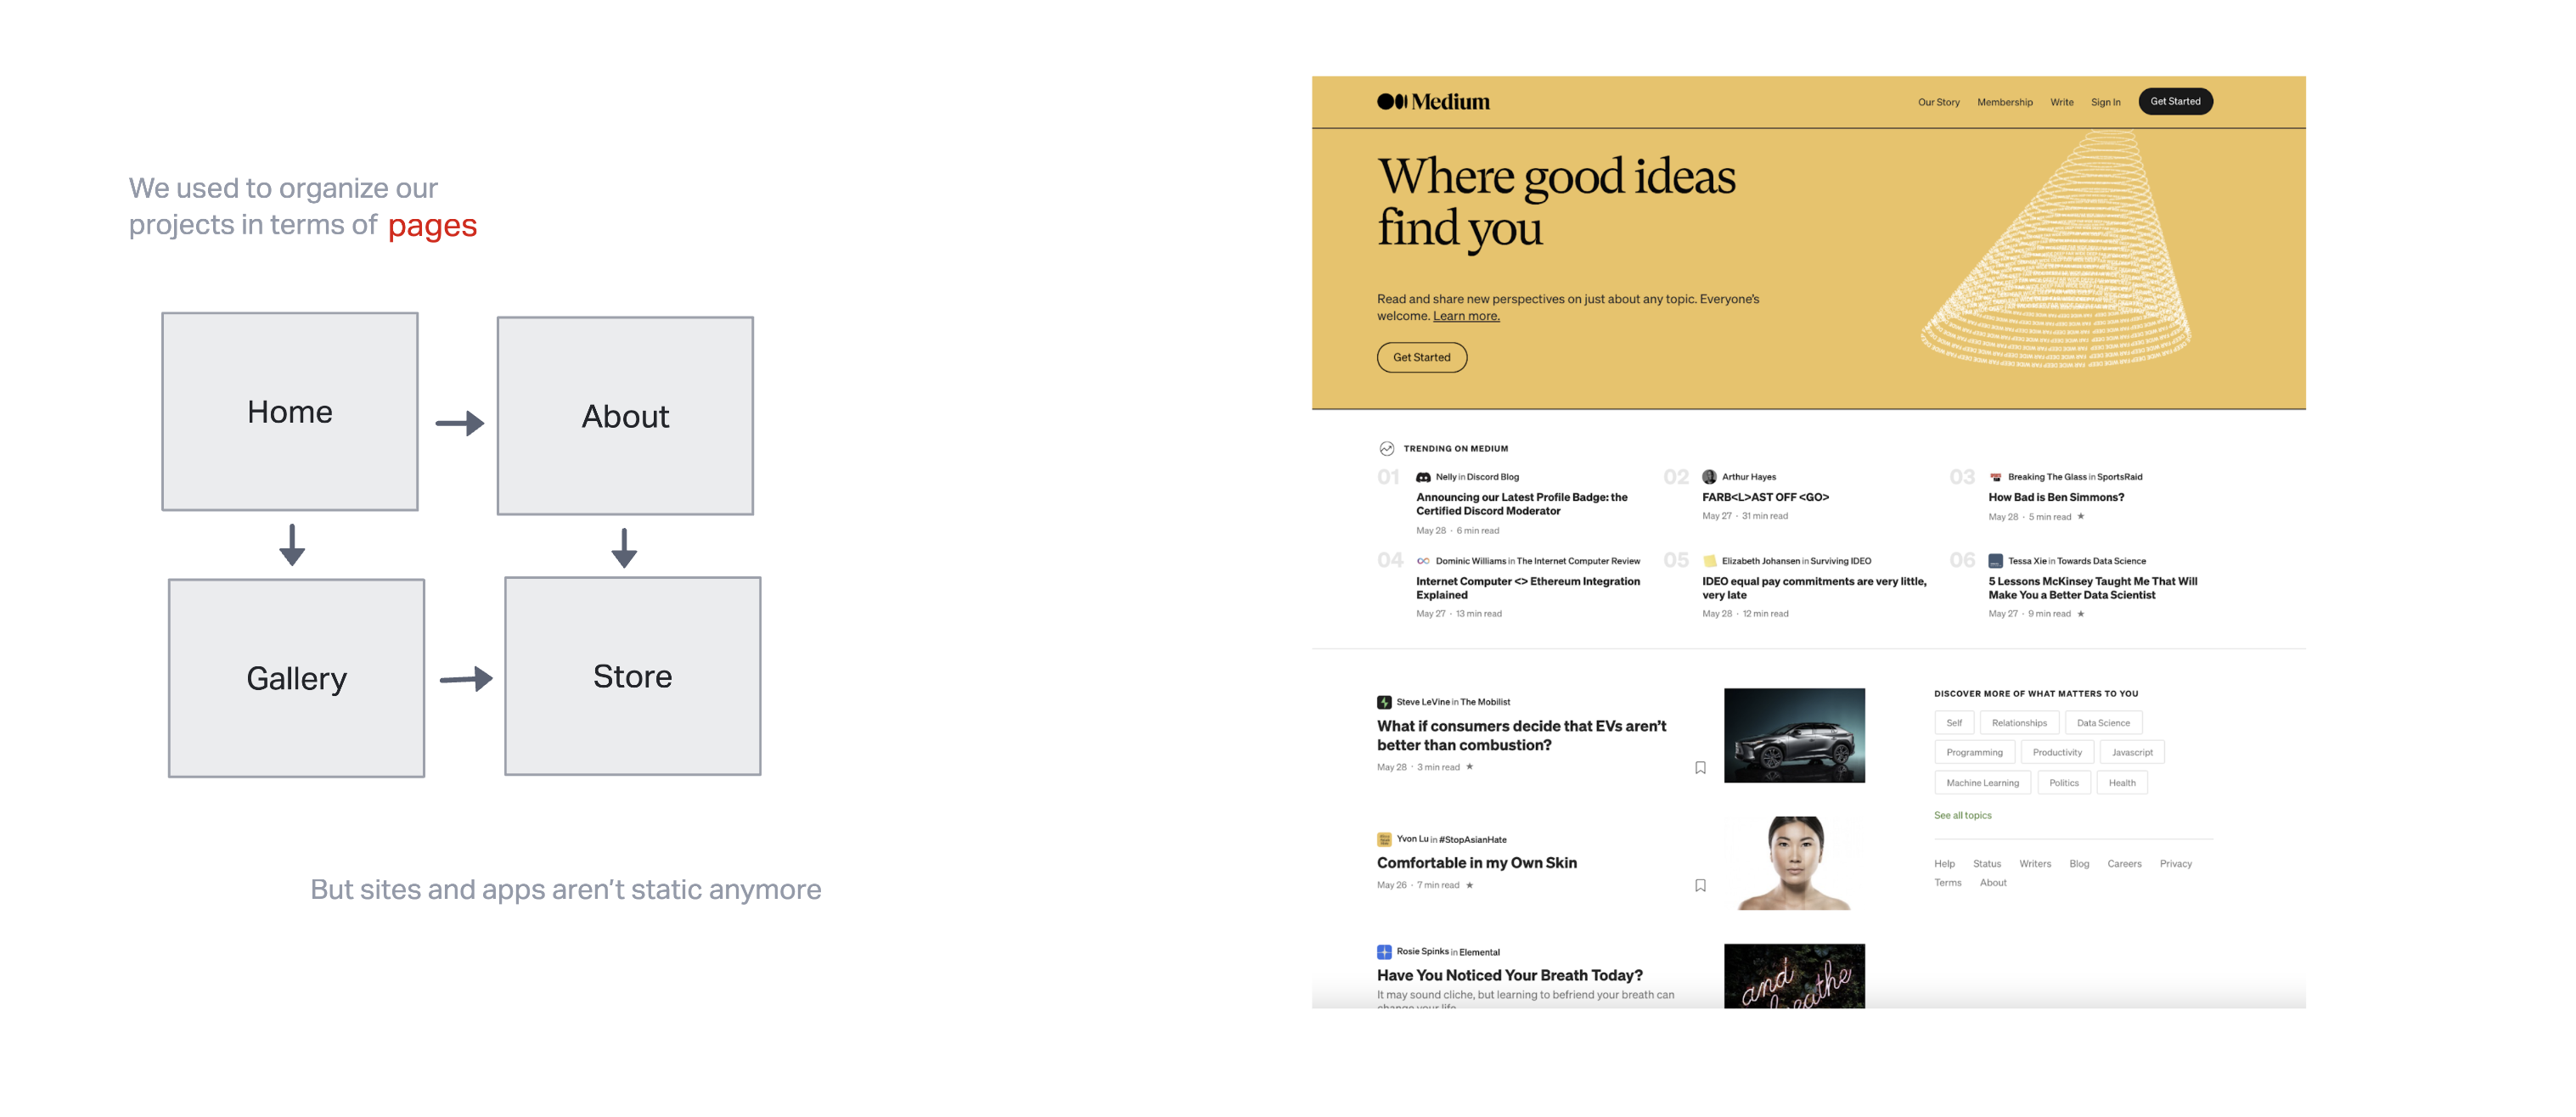 We used to organize our
projects in terms of pages
Home
About
Gallery
Store
But sites and apps aren't static anymore
Medium
Our Story Membership Write Sign In Get Started
Where good ideas
find you
Read and share new perspectives on just about any topic. Everyone's
welcome. Learn more.
Get Started
TRENDING ON MEDIUM
01 Nelly in Discord Blog
Announcing our Latest Profile Badge: the
Certified Discord Moderator
May 28 · 6 min read
02 Arthur Hayes
FARB<L>AST OFF <GO>
May 27 · 31 min read
03 Breaking The Glass in SportsRaid
How Bad is Ben Simmons?
May 28 · 5 min read ★
04 Dominic Williams in The Internet Computer Review
Internet Computer <> Ethereum Integration
Explained
May 27 · 13 min read
05 Elizabeth Johansen in Surviving IDEO
IDEO equal pay commitments are very little,
very late
May 28 · 12 min read
06 Tessa Xie in Towards Data Science
5 Lessons McKinsey Taught Me That Will
Make You a Better Data Scientist
May 27 · 9 min read ★
Steve LeVine in The Mobilist
What if consumers decide that EVs aren't
better than combustion?
May 28 · 3 min read ★
Yvon Lu in #StopAsianHate
Comfortable in my Own Skin
May 26 · 7 min read ★
Rosie Spinks in Elemental
Have You Noticed Your Breath Today?
It may sound cliche, but learning to befriend your breath can
change your life
and
breathe
DISCOVER MORE OF WHAT MATTERS TO YOU
Self Relationships Data Science
Programming Productivity Javascript
Machine Learning Politics Health
See all topics
Help Status Writers Blog Careers Privacy
Terms About